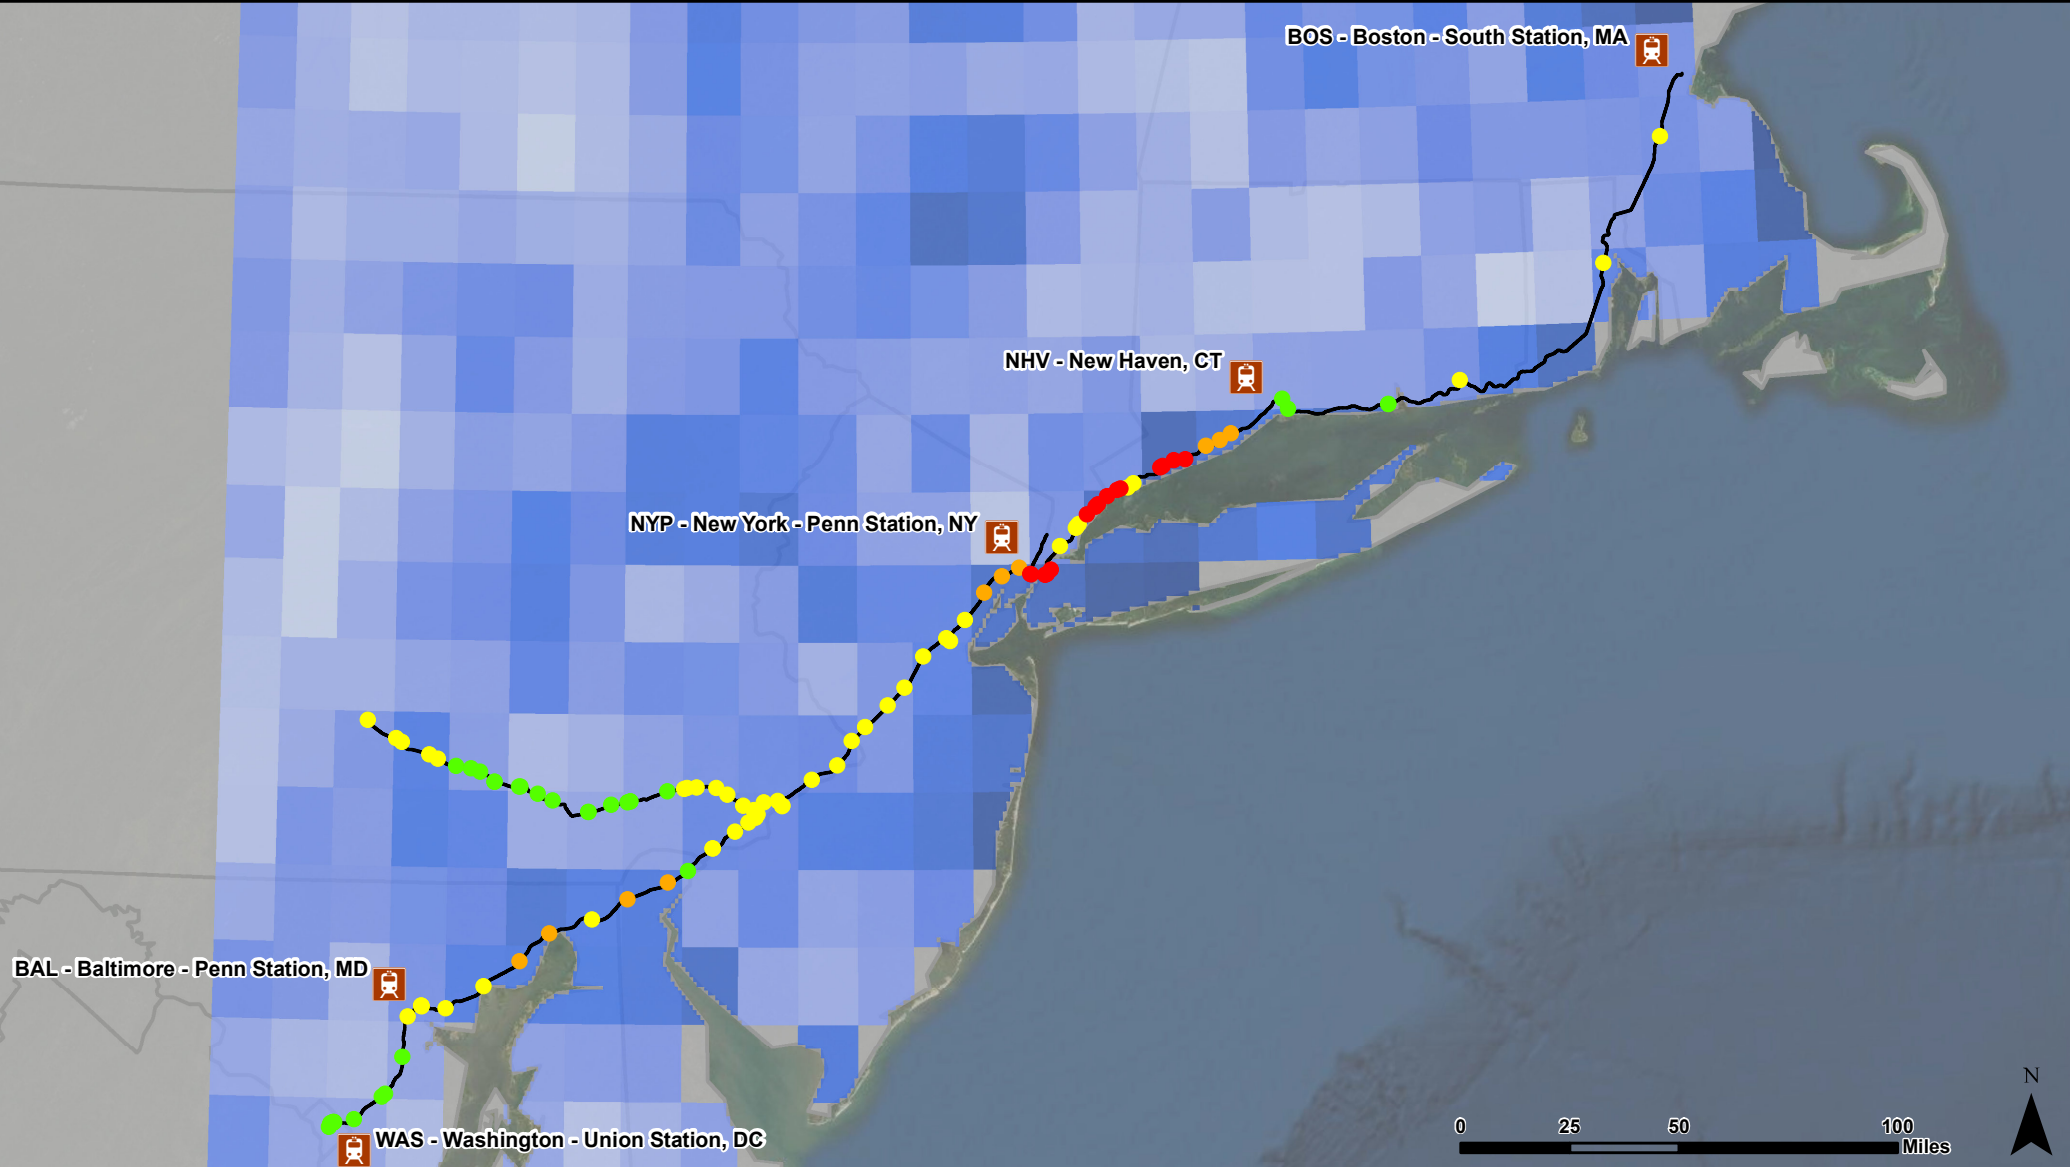 BOS - Boston - South Station, MA
NHV - New Haven, CT
NYP - New York - Penn Station, NY
BAL - Baltimore - Penn Station, MD
WAS - Washington - Union Station, DC
N
0 25 50 100
Miles